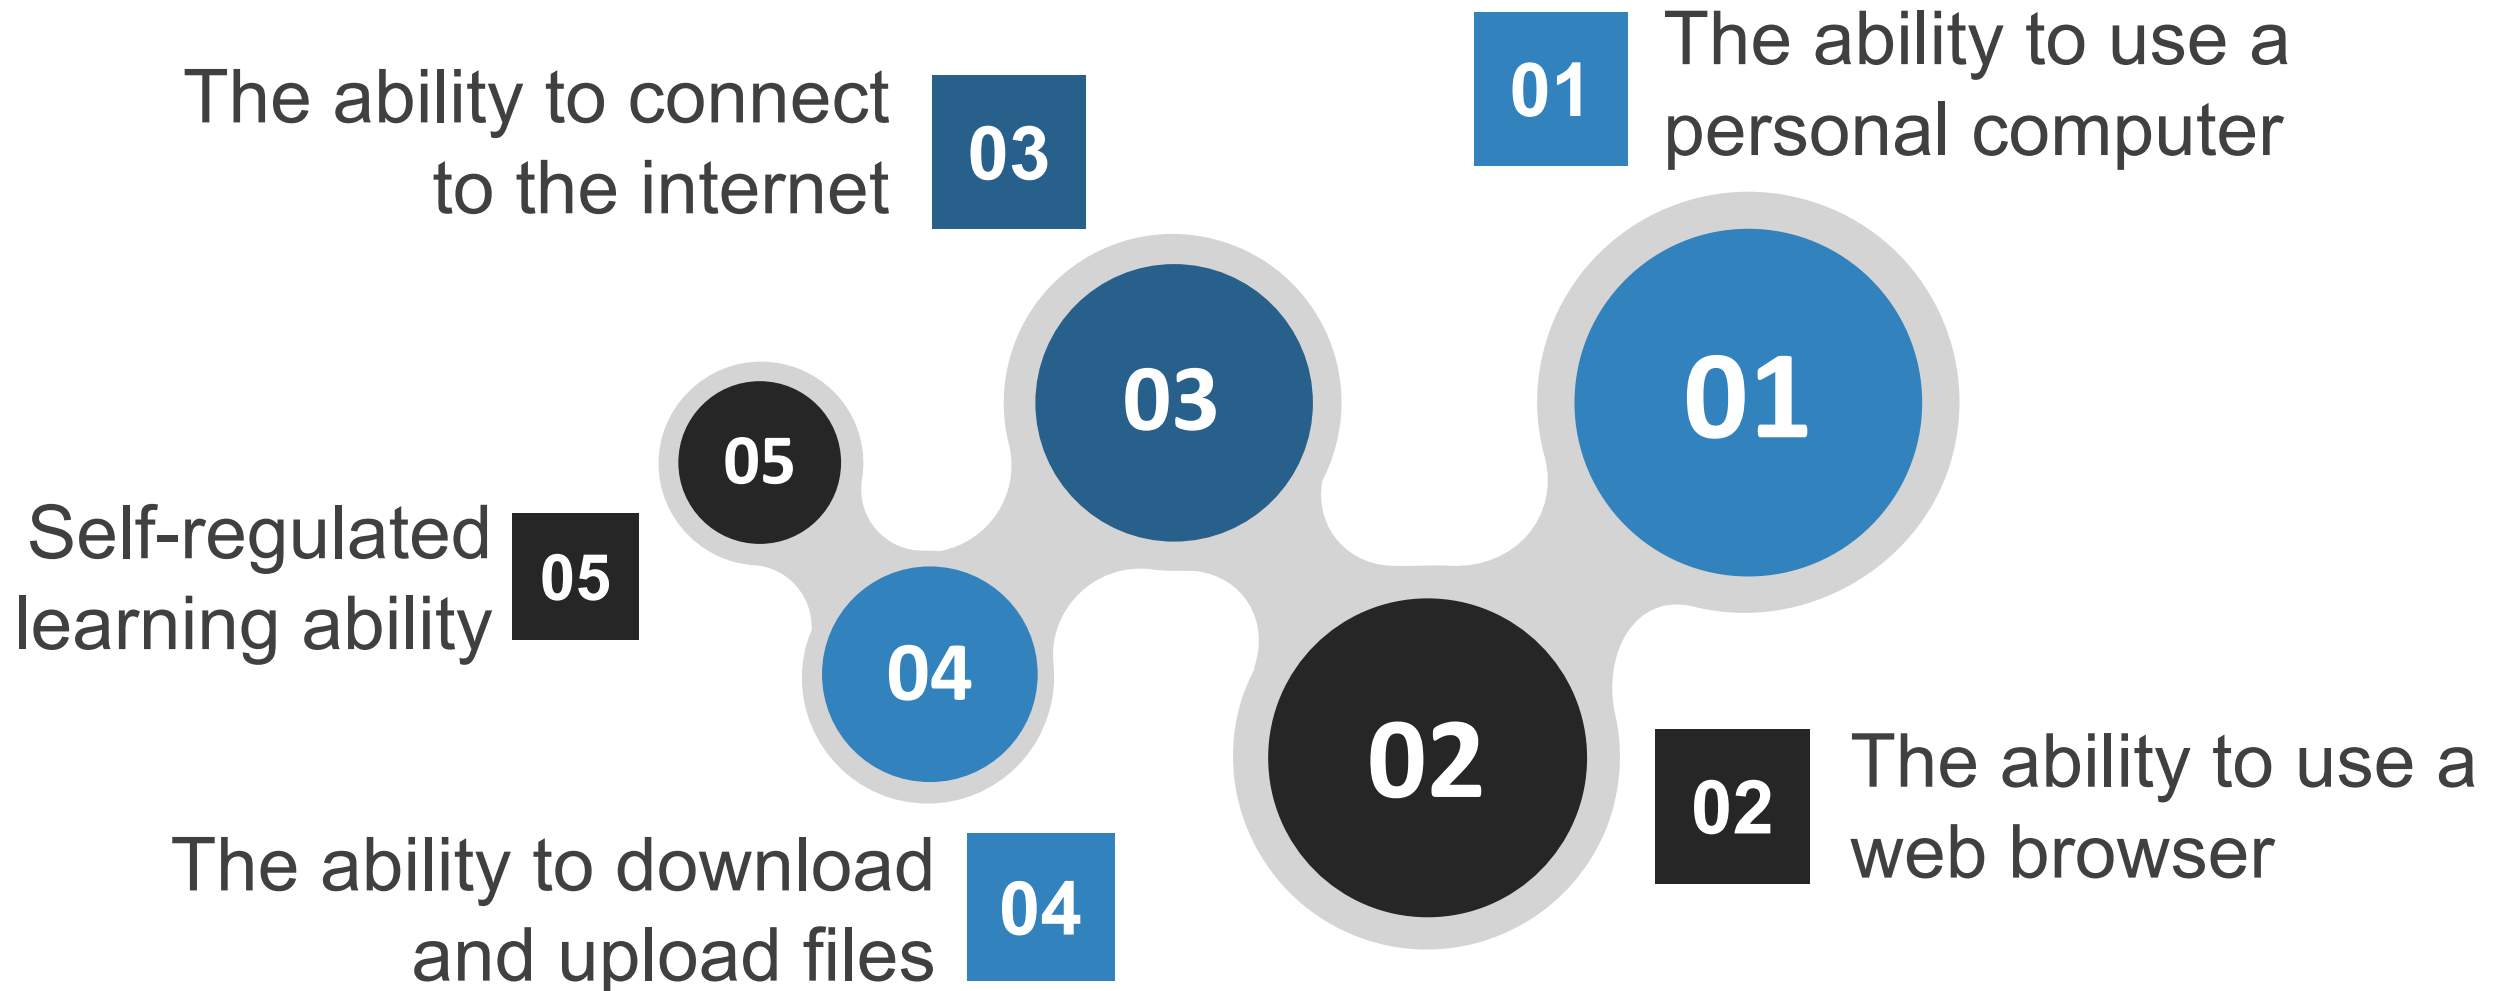 01
The ability to use a
personal computer
03
The ability to connect
to the internet
01
03
05
05
Self-regulated
learning ability
04
02
02
The ability to use a
web browser
04
The ability to download
and upload files